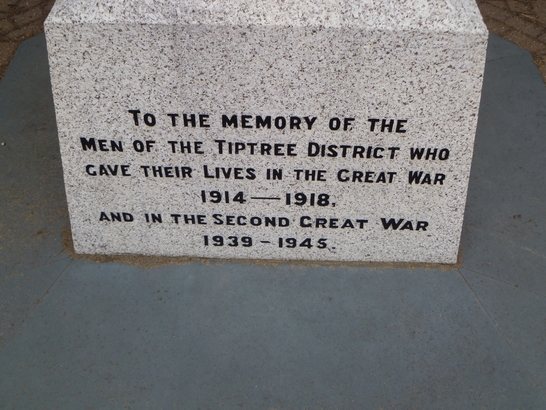 To the memory of the
Men of the Tiptree District who
gave their Lives in the Great War
1914 — 1918.
and in the Second Great War
1939 - 1945.